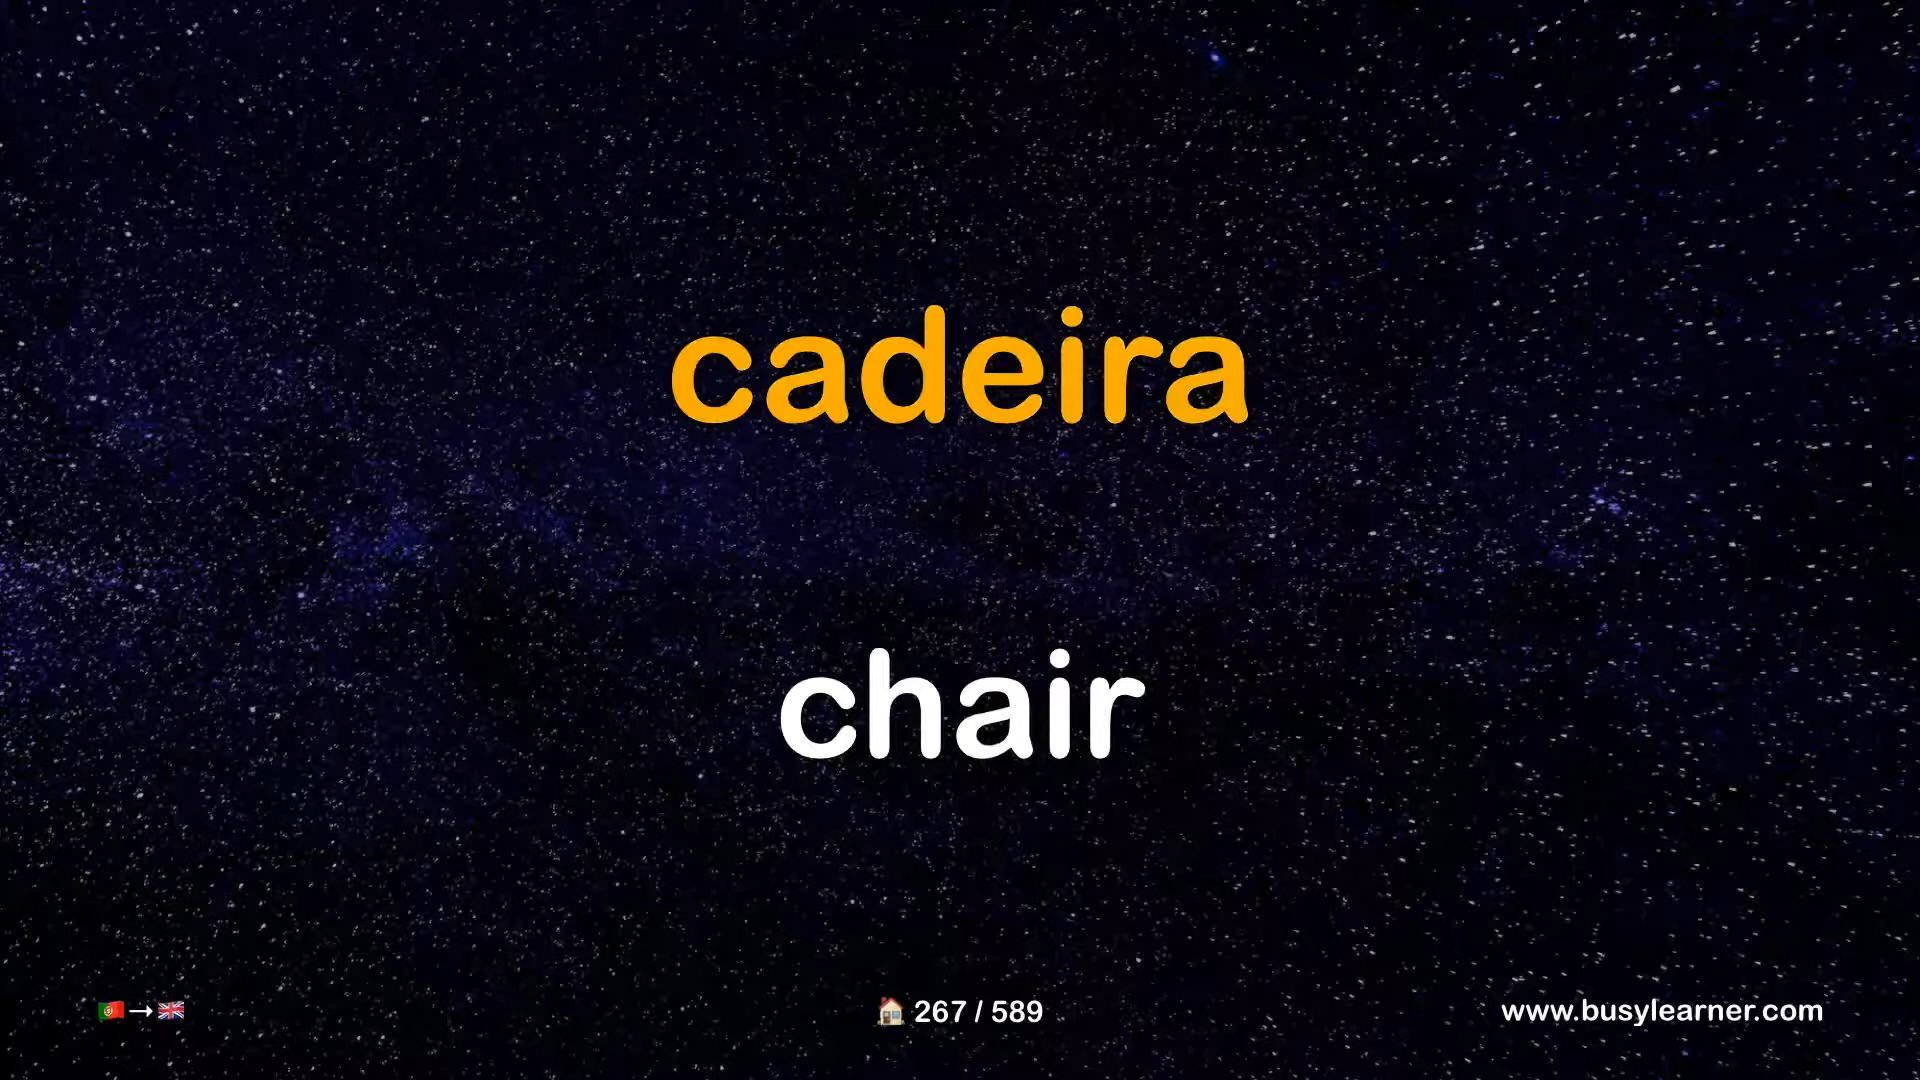 cadeira
chair
🇵🇹→🇬🇧
🏠 267 / 589
www.busylearner.com